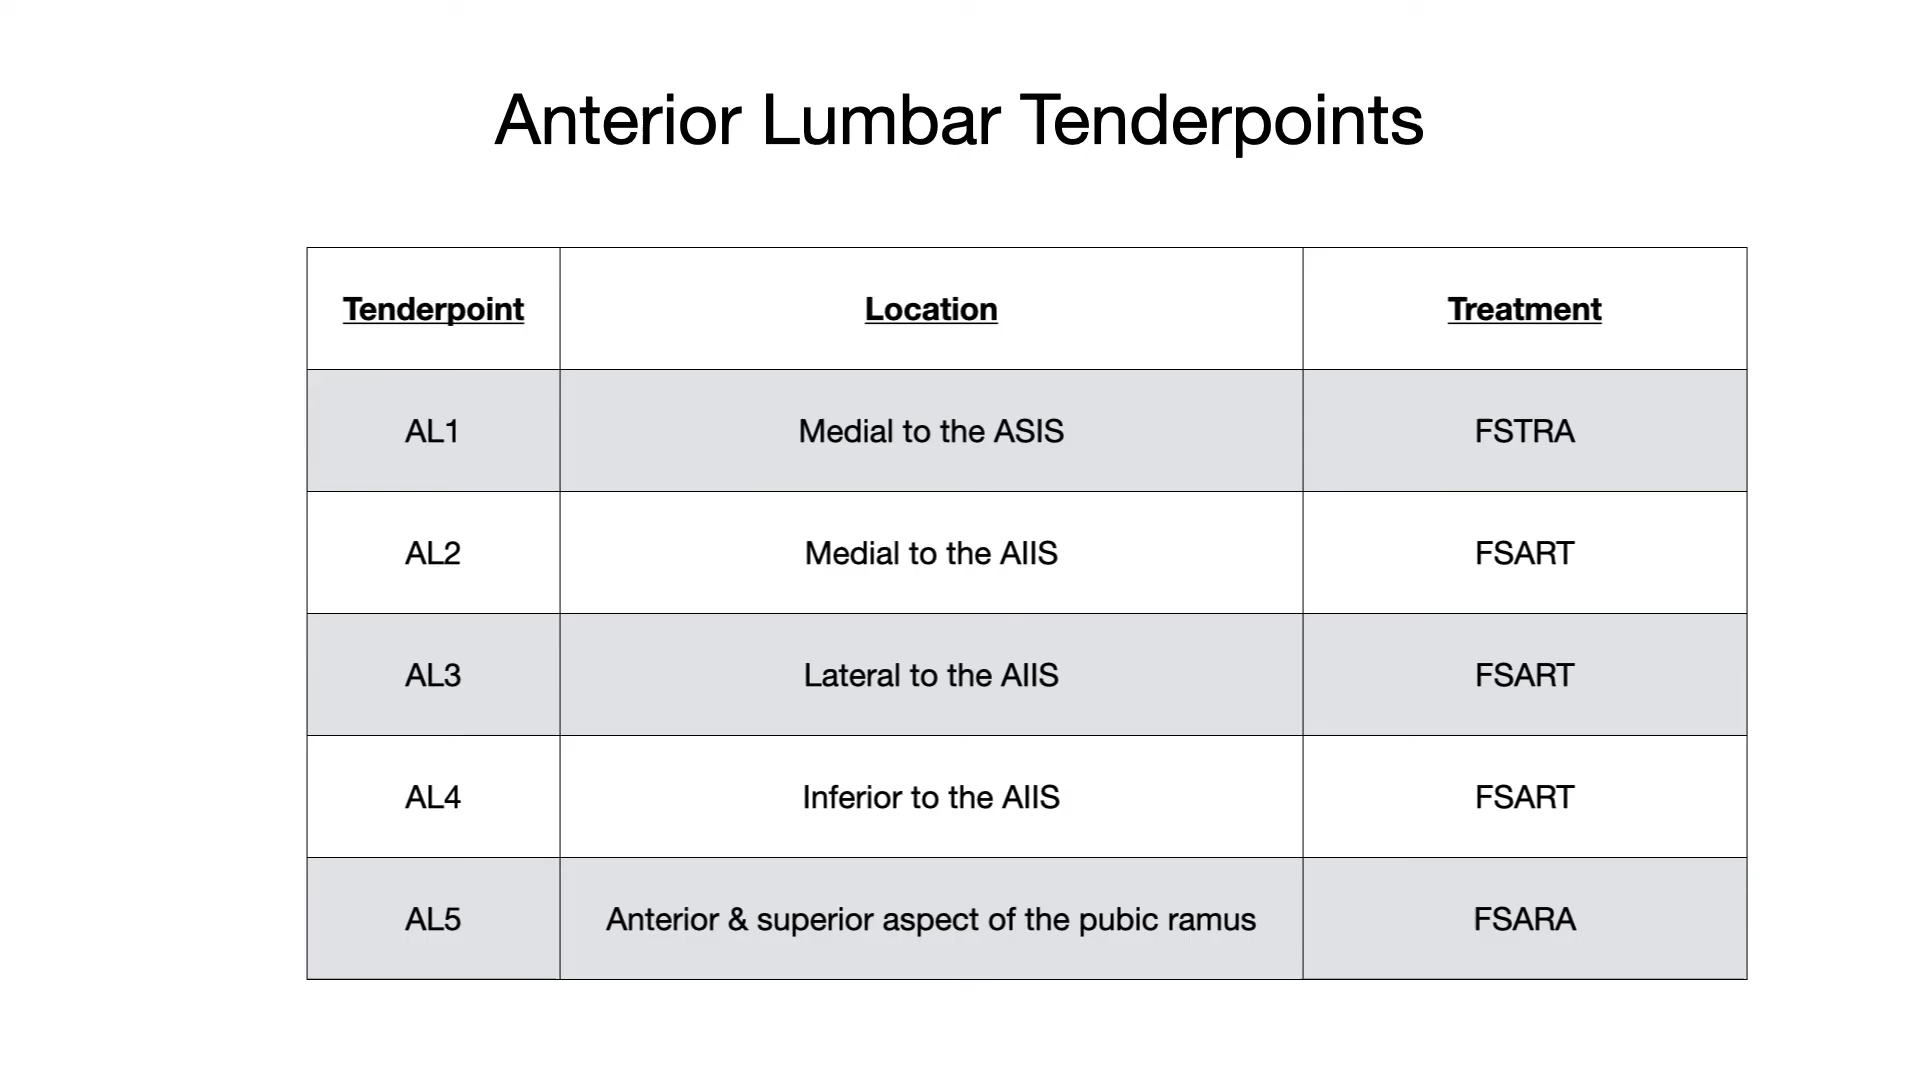 Anterior Lumbar Tenderpoints
Tenderpoint Location Treatment
AL1 Medial to the ASIS FSTRA
AL2 Medial to the AIIS FSART
AL3 Lateral to the AIIS FSART
AL4 Inferior to the AIIS FSART
AL5 Anterior & superior aspect of the pubic ramus FSARA